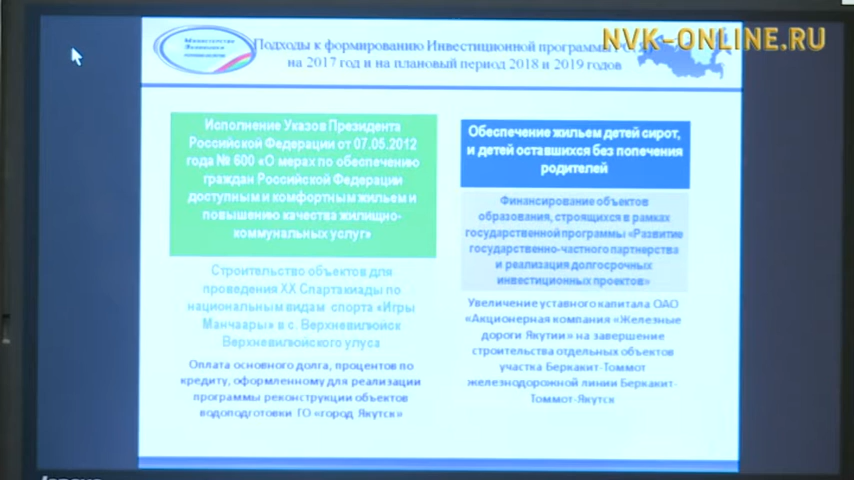 NVK-ONLINE.RU
Министерство
Экономики
Подходы к формированию Инвестиционной программы
на 2017 год и на плановый период 2018 и 2019 годов
Исполнение Указов Президента
Российской Федерации от 07.05.2012
года № 600 «О мерах по обеспечению
граждан Российской Федерации
доступным и комфортным жильем и
повышению качества жилищно-
коммунальных услуг»
Строительство объектов для
проведения XX Спартакиады по
национальным видам спорта «Игры
Манчаары» в с. Верхневилюйск
Верхневилюйского улуса
Оплата основного долга, процентов по
кредиту, оформленному для реализации
программы реконструкции объектов
водоподготовки ГО «город Якутск»
Обеспечение жильем детей сирот,
и детей оставшихся без попечения
родителей
Финансирование объектов
образования, строящихся в рамках
государственной программы «Развитие
государственно-частного партнерства
и реализация долгосрочных
инвестиционных проектов»
Увеличение уставного капитала ОАО
«Акционерная компания «Железные
дороги Якутии» на завершение
строительства отдельных объектов
участка Беркакит-Томмот
железнодорожной линии Беркакит-
Томмот-Якутск